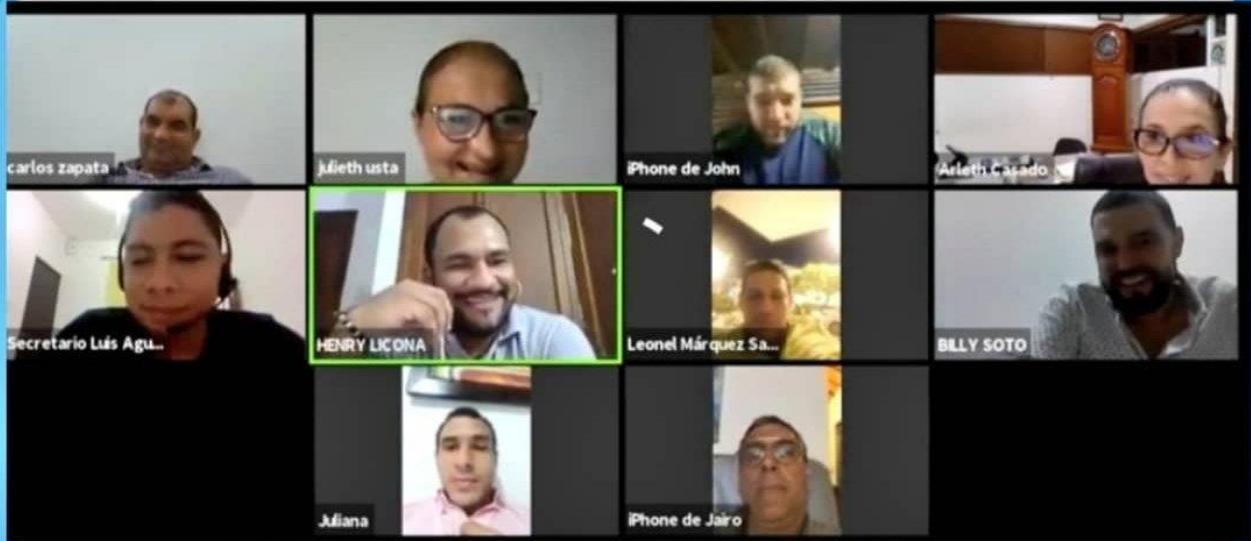 carlos zapata
julieth usta
iPhone de John
Arleth Casado
Secretario Luis Agu...
HENRY LICONA
Leonel Márquez Sa...
BILLY SOTO
Juliana
iPhone de Jairo